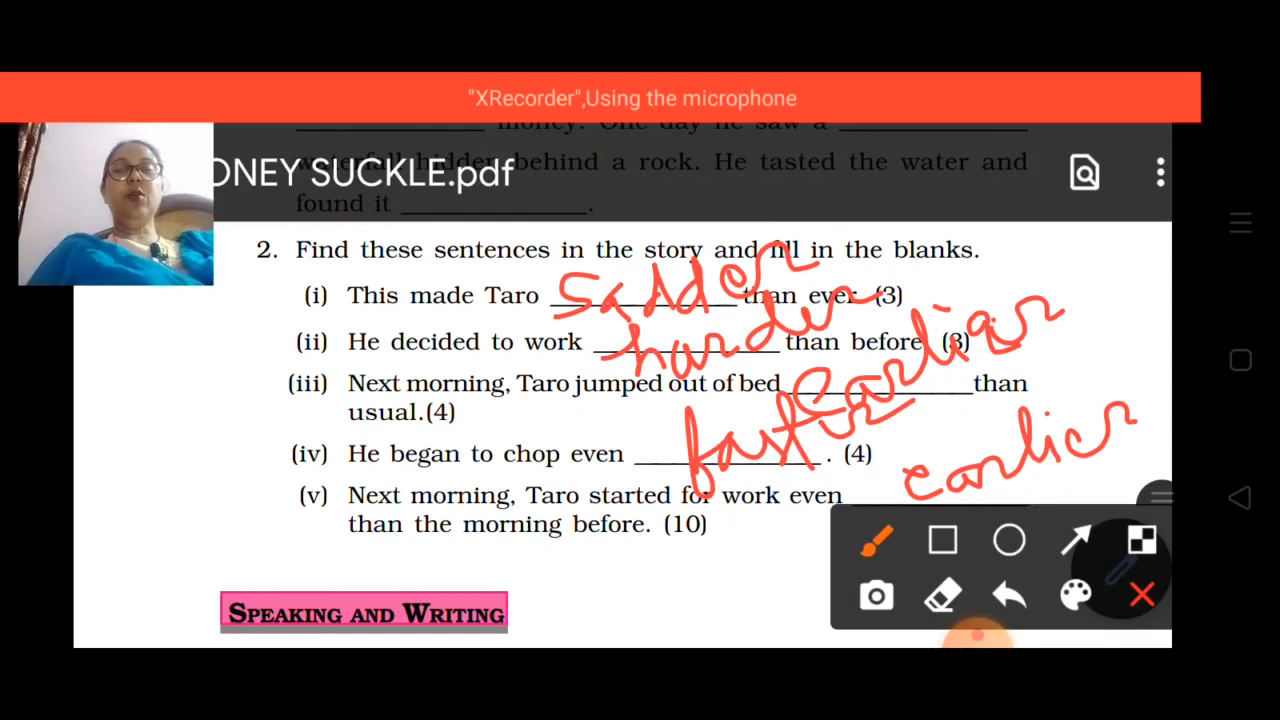 "XRecorder",Using the microphone
money. One day he saw a
ONEY SUCKLE.pdf
waterfall hidden behind a rock. He tasted the water and
found it ____________.
2. Find these sentences in the story and fill in the blanks.
(i) This made Taro sadder than ever. (3)
(ii) He decided to work harder than before. (3)
(iii) Next morning, Taro jumped out of bed earlier than
usual.(4)
(iv) He began to chop even faster. (4)
(v) Next morning, Taro started for work even earlier
than the morning before. (10)
SPEAKING AND WRITING